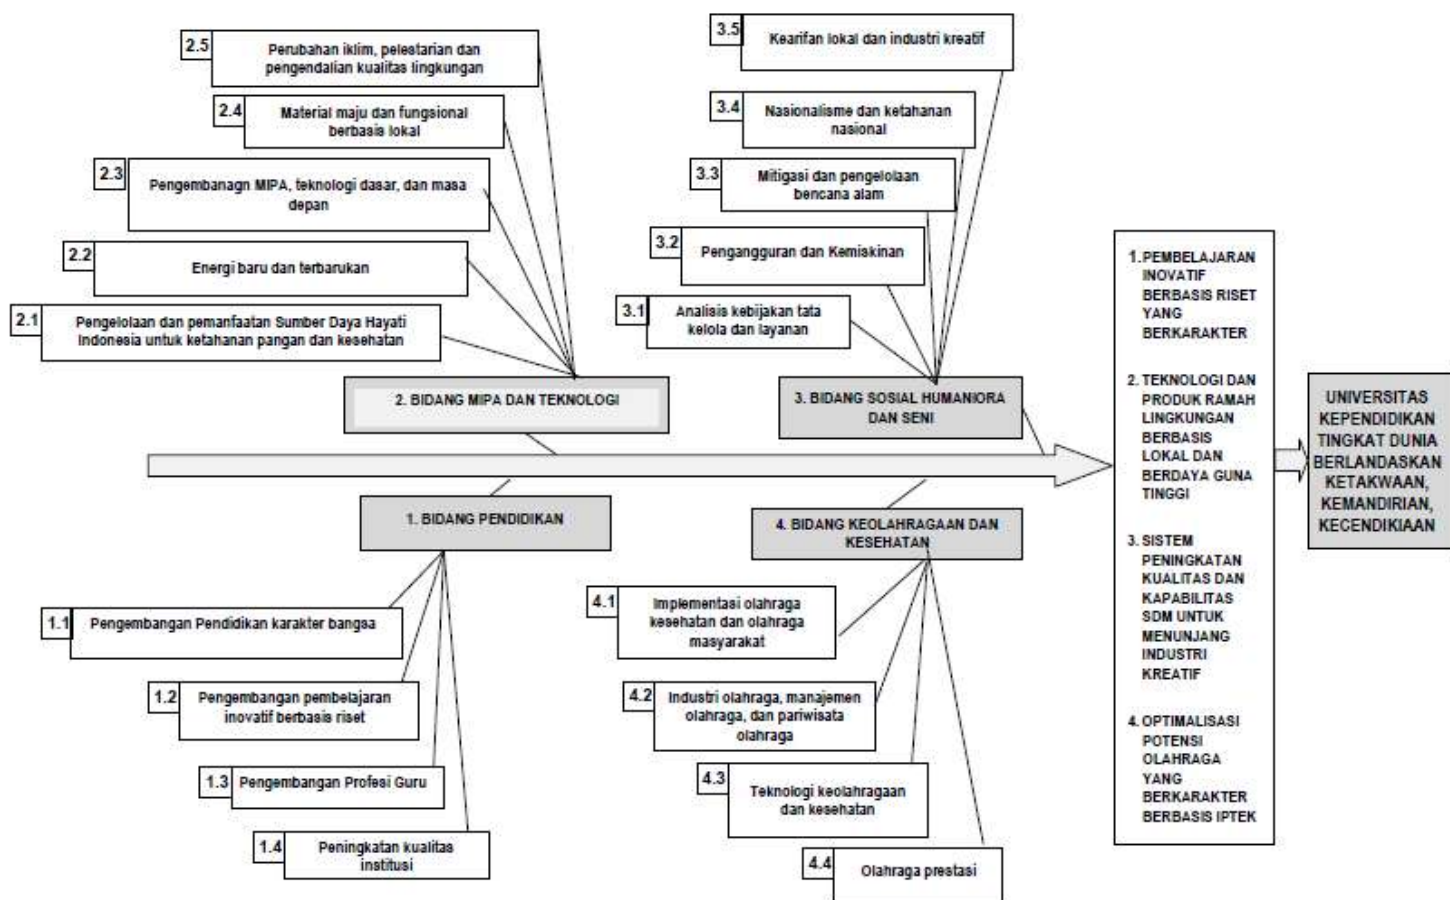 2.5
Perubahan iklim, pelestarian dan
pengendalian kualitas lingkungan
2.4
Material maju dan fungsional
berbasis lokal
2.3
Pengembanagn MIPA, teknologi dasar, dan masa
depan
2.2
Energi baru dan terbarukan
2.1
Pengelolaan dan pemanfaatan Sumber Daya Hayati
Indonesia untuk ketahanan pangan dan kesehatan
2. BIDANG MIPA DAN TEKNOLOGI
3.5
Kearifan lokal dan industri kreatif
3.4
Nasionalisme dan ketahanan
nasional
3.3
Mitigasi dan pengelolaan
bencana alam
3.2
Pengangguran dan Kemiskinan
3.1
Analisis kebijakan tata
kelola dan layanan
3. BIDANG SOSIAL HUMANIORA
DAN SENI
1. BIDANG PENDIDIKAN
1.1
Pengembangan Pendidikan karakter bangsa
1.2
Pengembangan pembelajaran
inovatif berbasis riset
1.3
Pengembangan Profesi Guru
1.4
Peningkatan kualitas
institusi
4. BIDANG KEOLAHRAGAAN DAN
KESEHATAN
4.1
Implementasi olahraga
kesehatan dan olahraga
masyarakat
4.2
Industri olahraga, manajemen
olahraga, dan pariwisata
olahraga
4.3
Teknologi keolahragaan
dan kesehatan
4.4
Olahraga prestasi
1. PEMBELAJARAN
INOVATIF
BERBASIS RISET
YANG
BERKARAKTER
2. TEKNOLOGI DAN
PRODUK RAMAH
LINGKUNGAN
BERBASIS
LOKAL DAN
BERDAYA GUNA
TINGGI
3. SISTEM
PENINGKATAN
KUALITAS DAN
KAPABILITAS
SDM UNTUK
MENUNJANG
INDUSTRI
KREATIF
4. OPTIMALISASI
POTENSI
OLAHRAGA
YANG
BERKARAKTER
BERBASIS IPTEK
UNIVERSITAS
KEPENDIDIKAN
TINGKAT DUNIA
BERLANDASKAN
KETAKWAAN,
KEMANDIRIAN,
KECENDIKIAAN